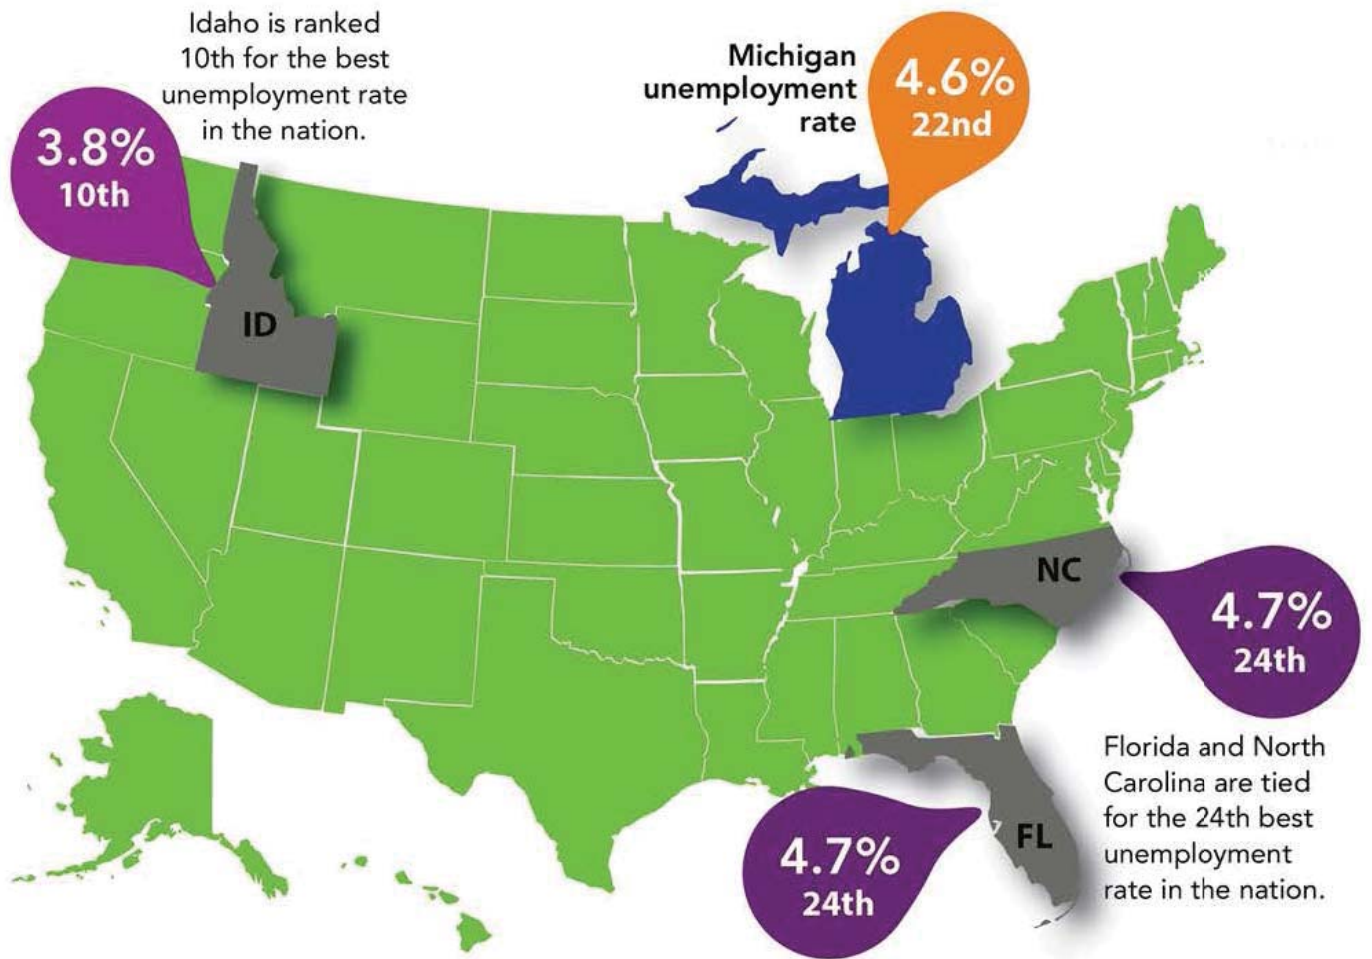 Idaho is ranked
10th for the best
unemployment rate
in the nation.
3.8%
10th
Michigan
unemployment
rate
4.6%
22nd
ID
NC
4.7%
24th
Florida and North
Carolina are tied
for the 24th best
unemployment
rate in the nation.
FL
4.7%
24th